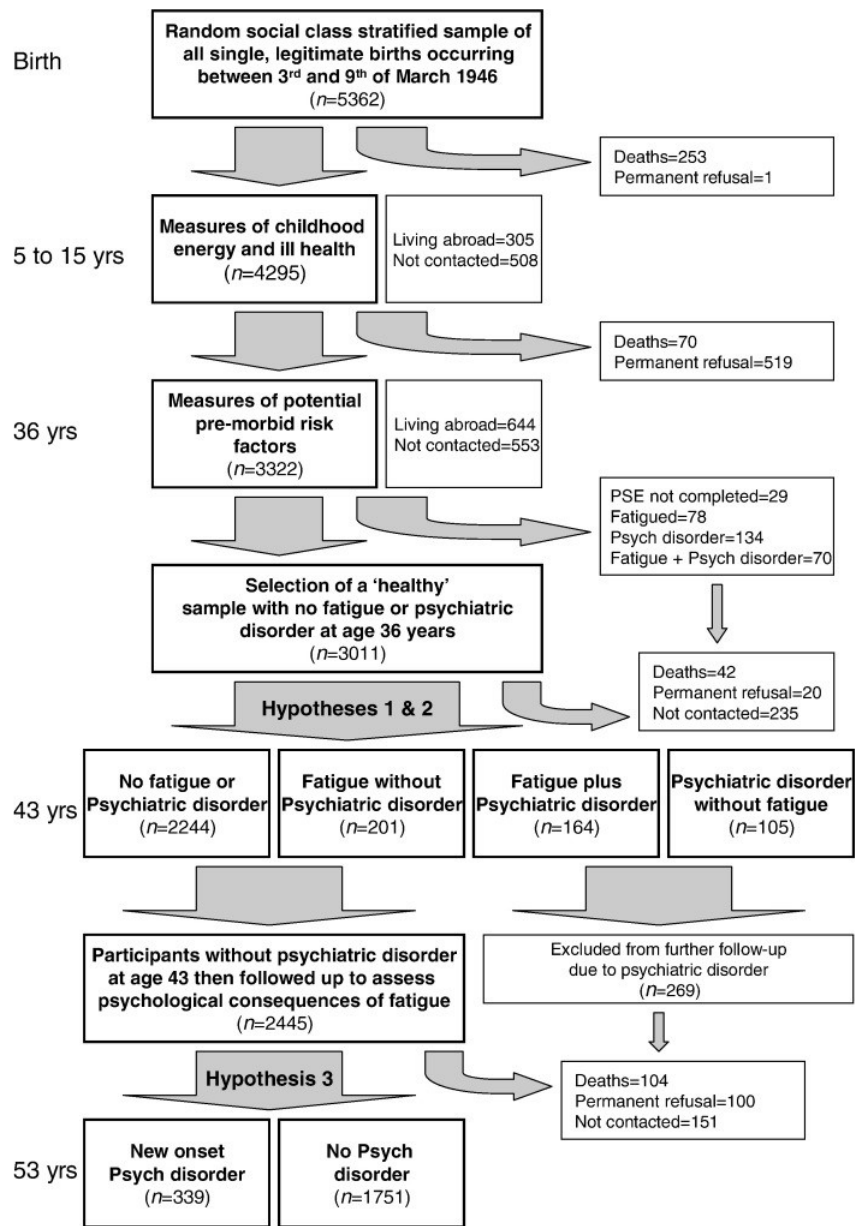 Birth
Random social class stratified sample of
all single, legitimate births occurring
between 3rd and 9th of March 1946
(n=5362)
Deaths=253
Permanent refusal=1
5 to 15 yrs
Measures of childhood
energy and ill health
(n=4295)
Living abroad=305
Not contacted=508
Deaths=70
Permanent refusal=519
36 yrs
Measures of potential
pre-morbid risk
factors
(n=3322)
Living abroad=644
Not contacted=553
PSE not completed=29
Fatigued=78
Psych disorder=134
Fatigue + Psych disorder=70
Selection of a ‘healthy’
sample with no fatigue or psychiatric
disorder at age 36 years
(n=3011)
Deaths=42
Permanent refusal=20
Not contacted=235
Hypotheses 1 & 2
43 yrs
No fatigue or
Psychiatric disorder
(n=2244)
Fatigue without
Psychiatric disorder
(n=201)
Fatigue plus
Psychiatric disorder
(n=164)
Psychiatric disorder
without fatigue
(n=105)
Participants without psychiatric disorder
at age 43 then followed up to assess
psychological consequences of fatigue
(n=2445)
Excluded from further follow-up
due to psychiatric disorder
(n=269)
Hypothesis 3
Deaths=104
Permanent refusal=100
Not contacted=151
53 yrs
New onset
Psych disorder
(n=339)
No Psych
disorder
(n=1751)